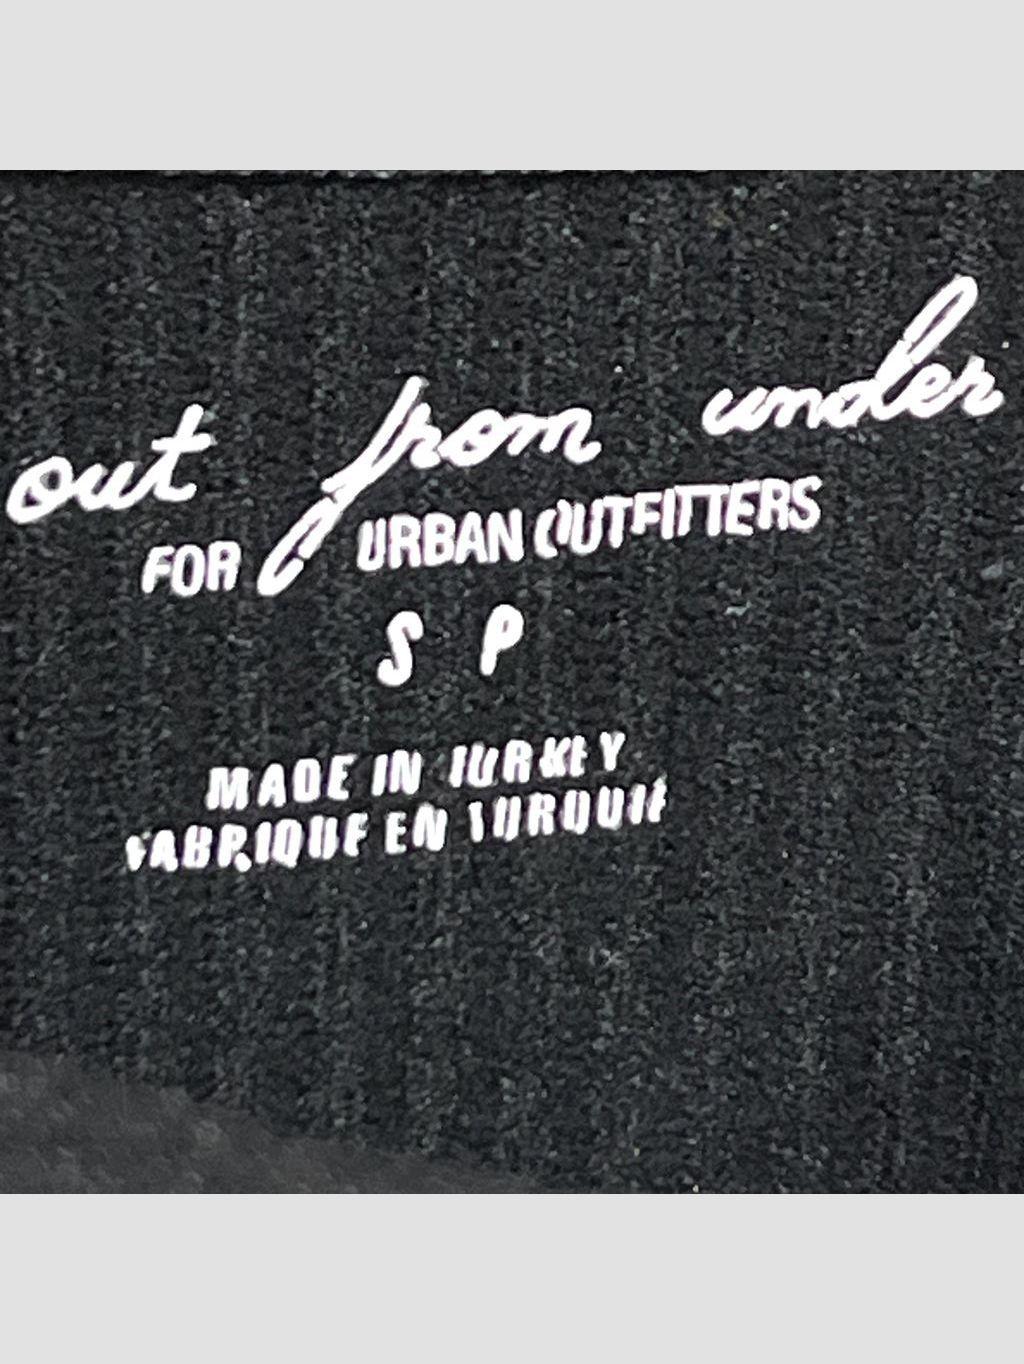 out from under
FOR URBAN OUTFITTERS
S P
MADE IN TURKEY
FABRIQUE EN TURQUIE